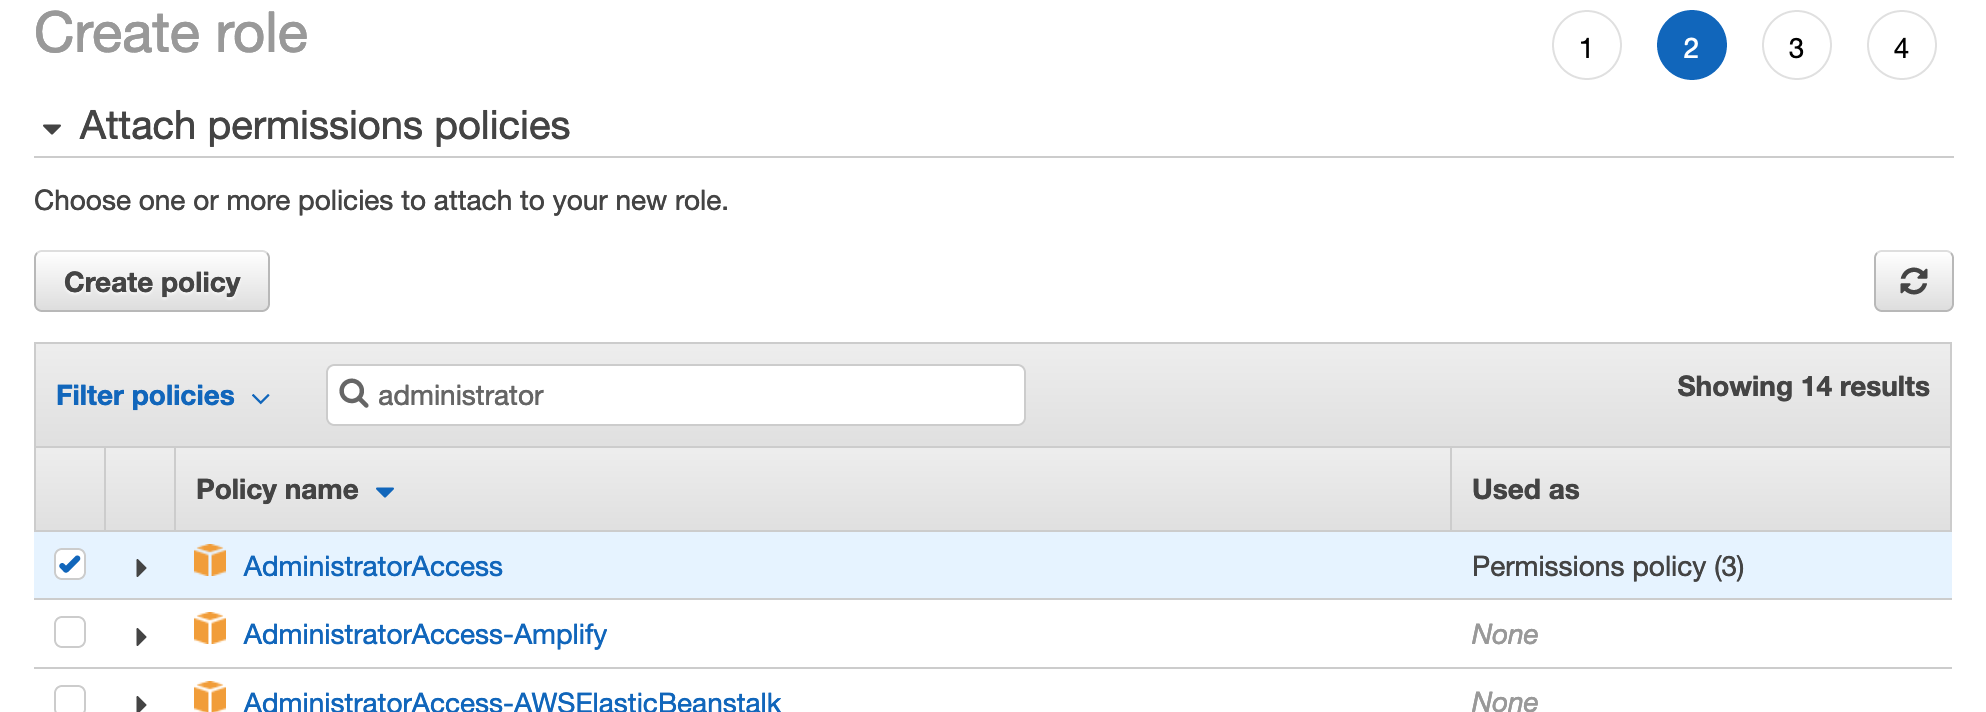 Create role
1 2 3 4
Attach permissions policies
Choose one or more policies to attach to your new role.
Create policy
Filter policies administrator Showing 14 results
Policy name Used as
AdministratorAccess Permissions policy (3)
AdministratorAccess-Amplify None
AdministratorAccess-AWSElasticBeanstalk None